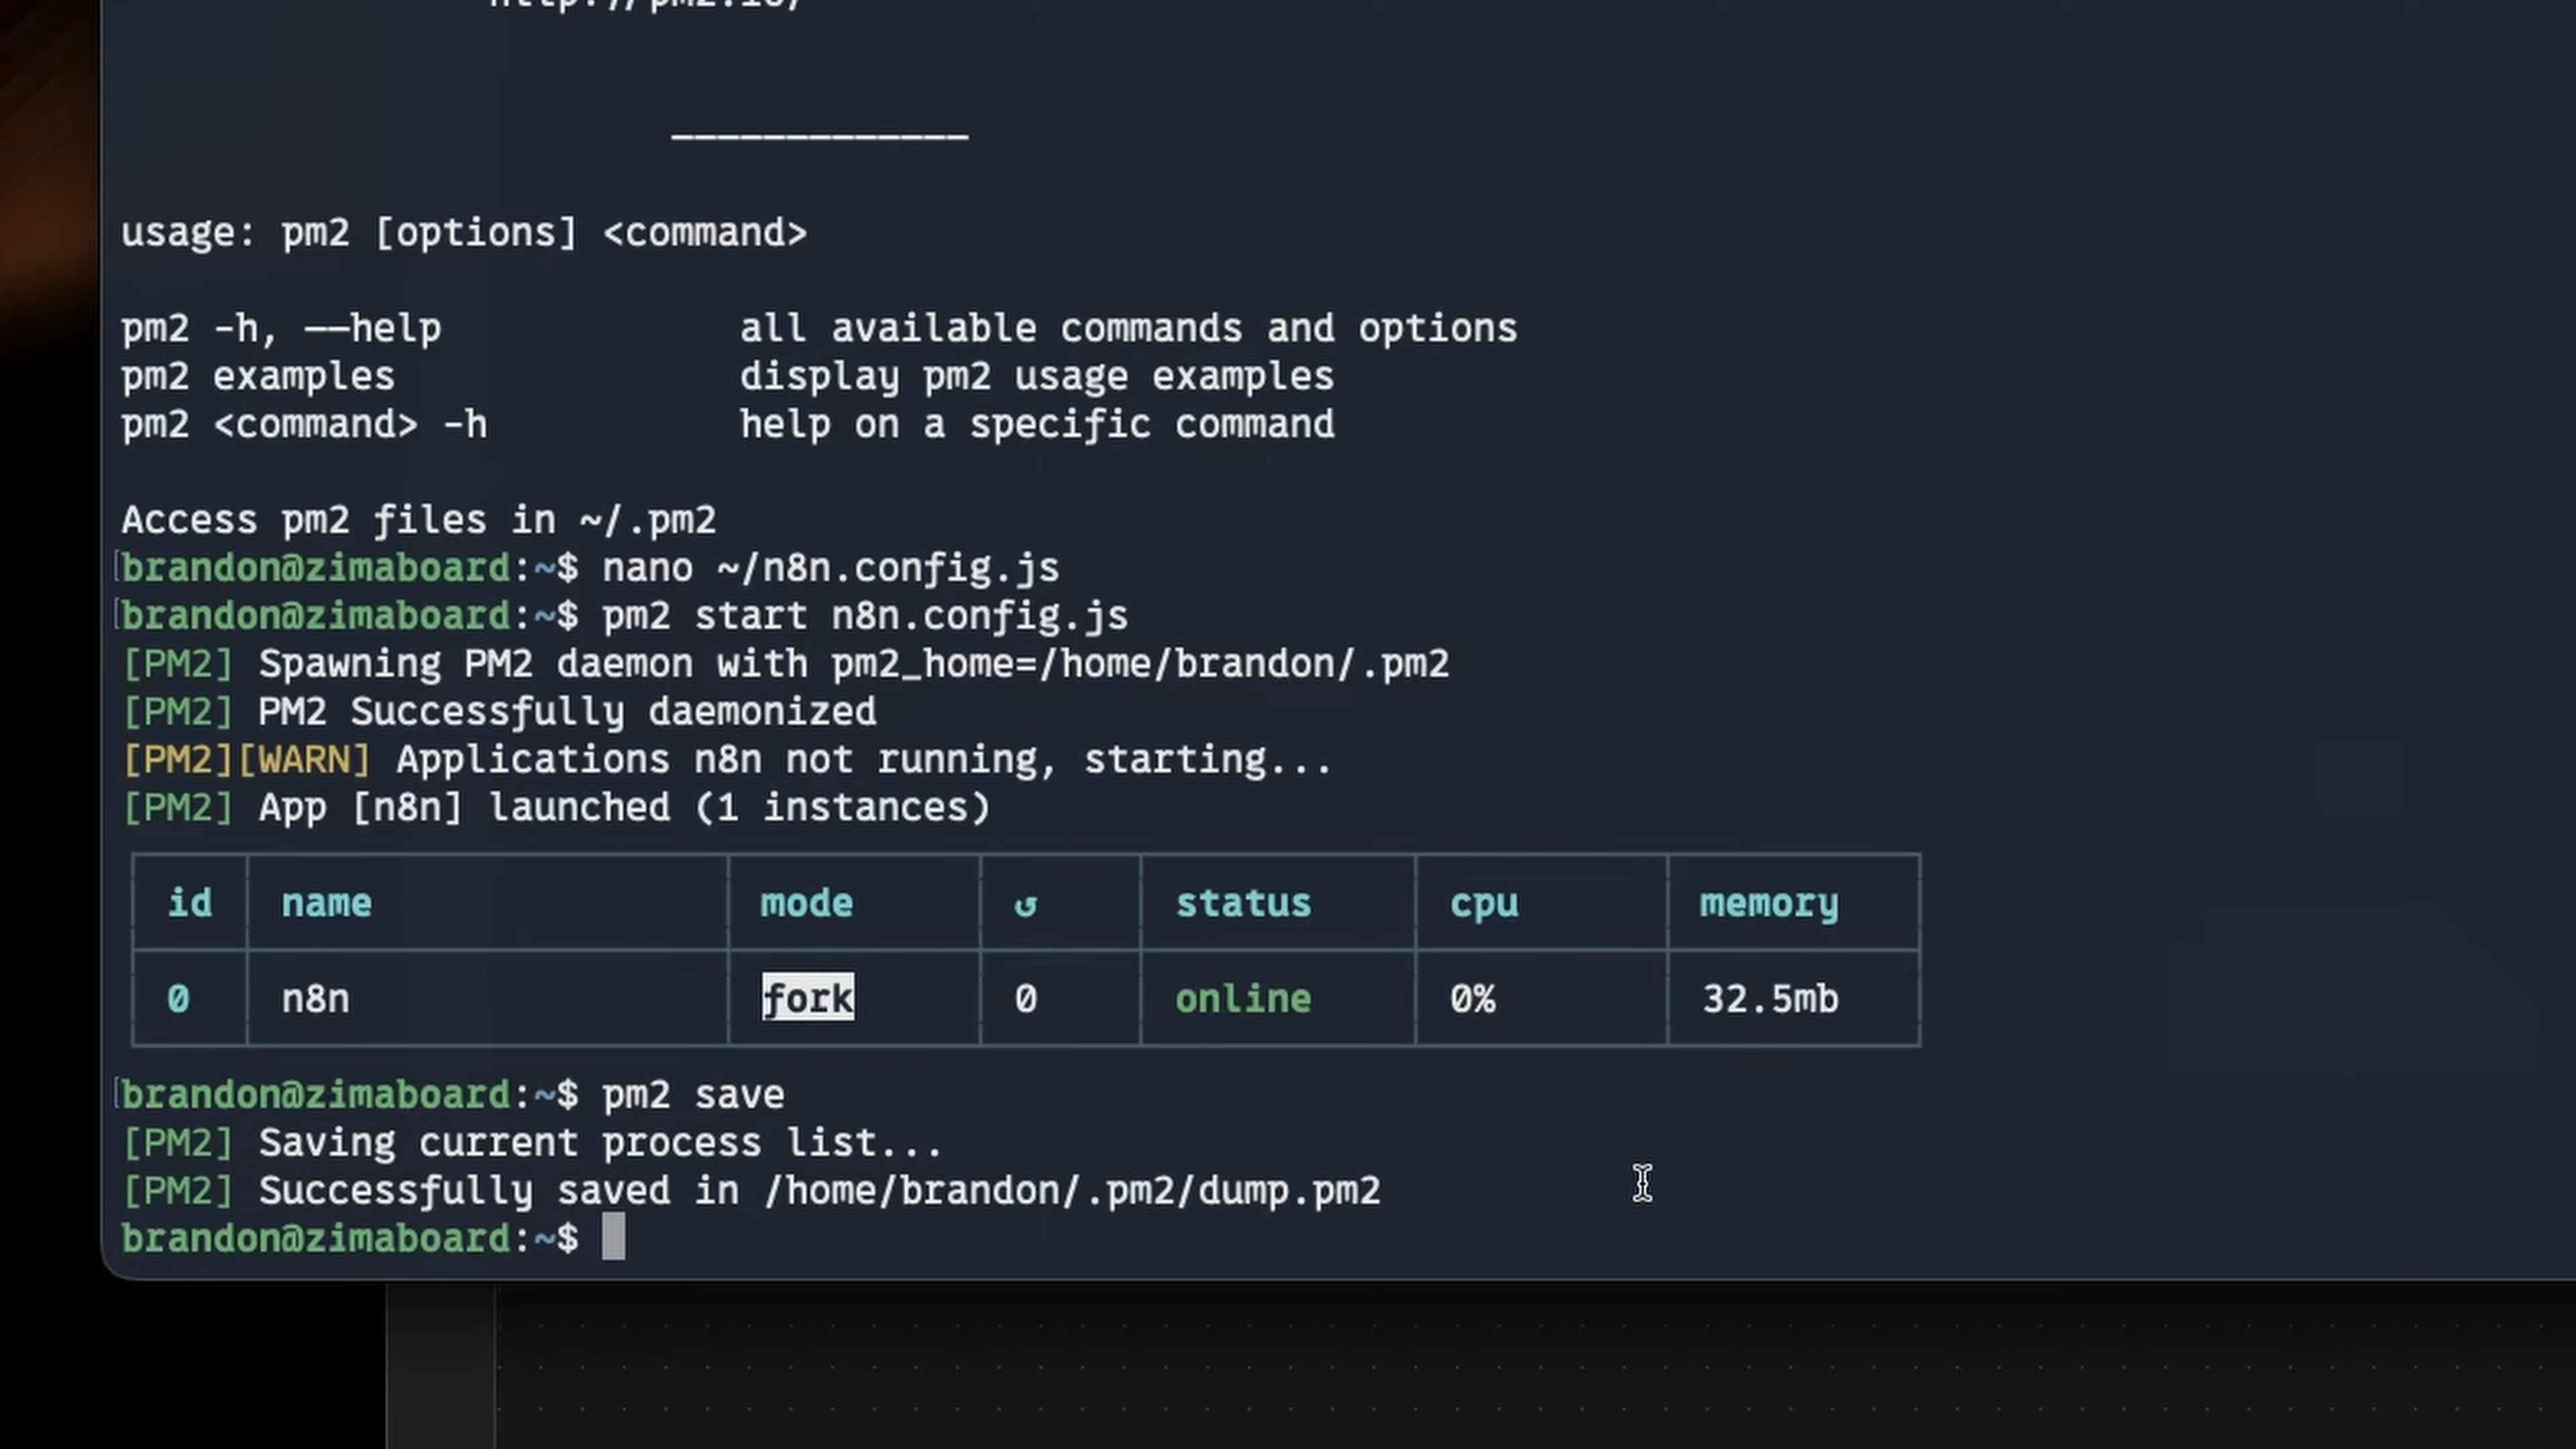 http://pm2.io/
-------------
usage: pm2 [options] <command>
pm2 -h, --help all available commands and options
pm2 examples display pm2 usage examples
pm2 <command> -h help on a specific command
Access pm2 files in ~/.pm2
brandon@zimaboard:~$ nano ~/n8n.config.js
brandon@zimaboard:~$ pm2 start n8n.config.js
[PM2] Spawning PM2 daemon with pm2_home=/home/brandon/.pm2
[PM2] PM2 Successfully daemonized
[PM2][WARN] Applications n8n not running, starting...
[PM2] App [n8n] launched (1 instances)
id name mode ↺ status cpu memory
0 n8n fork 0 online 0% 32.5mb
brandon@zimaboard:~$ pm2 save
[PM2] Saving current process list...
[PM2] Successfully saved in /home/brandon/.pm2/dump.pm2
brandon@zimaboard:~$